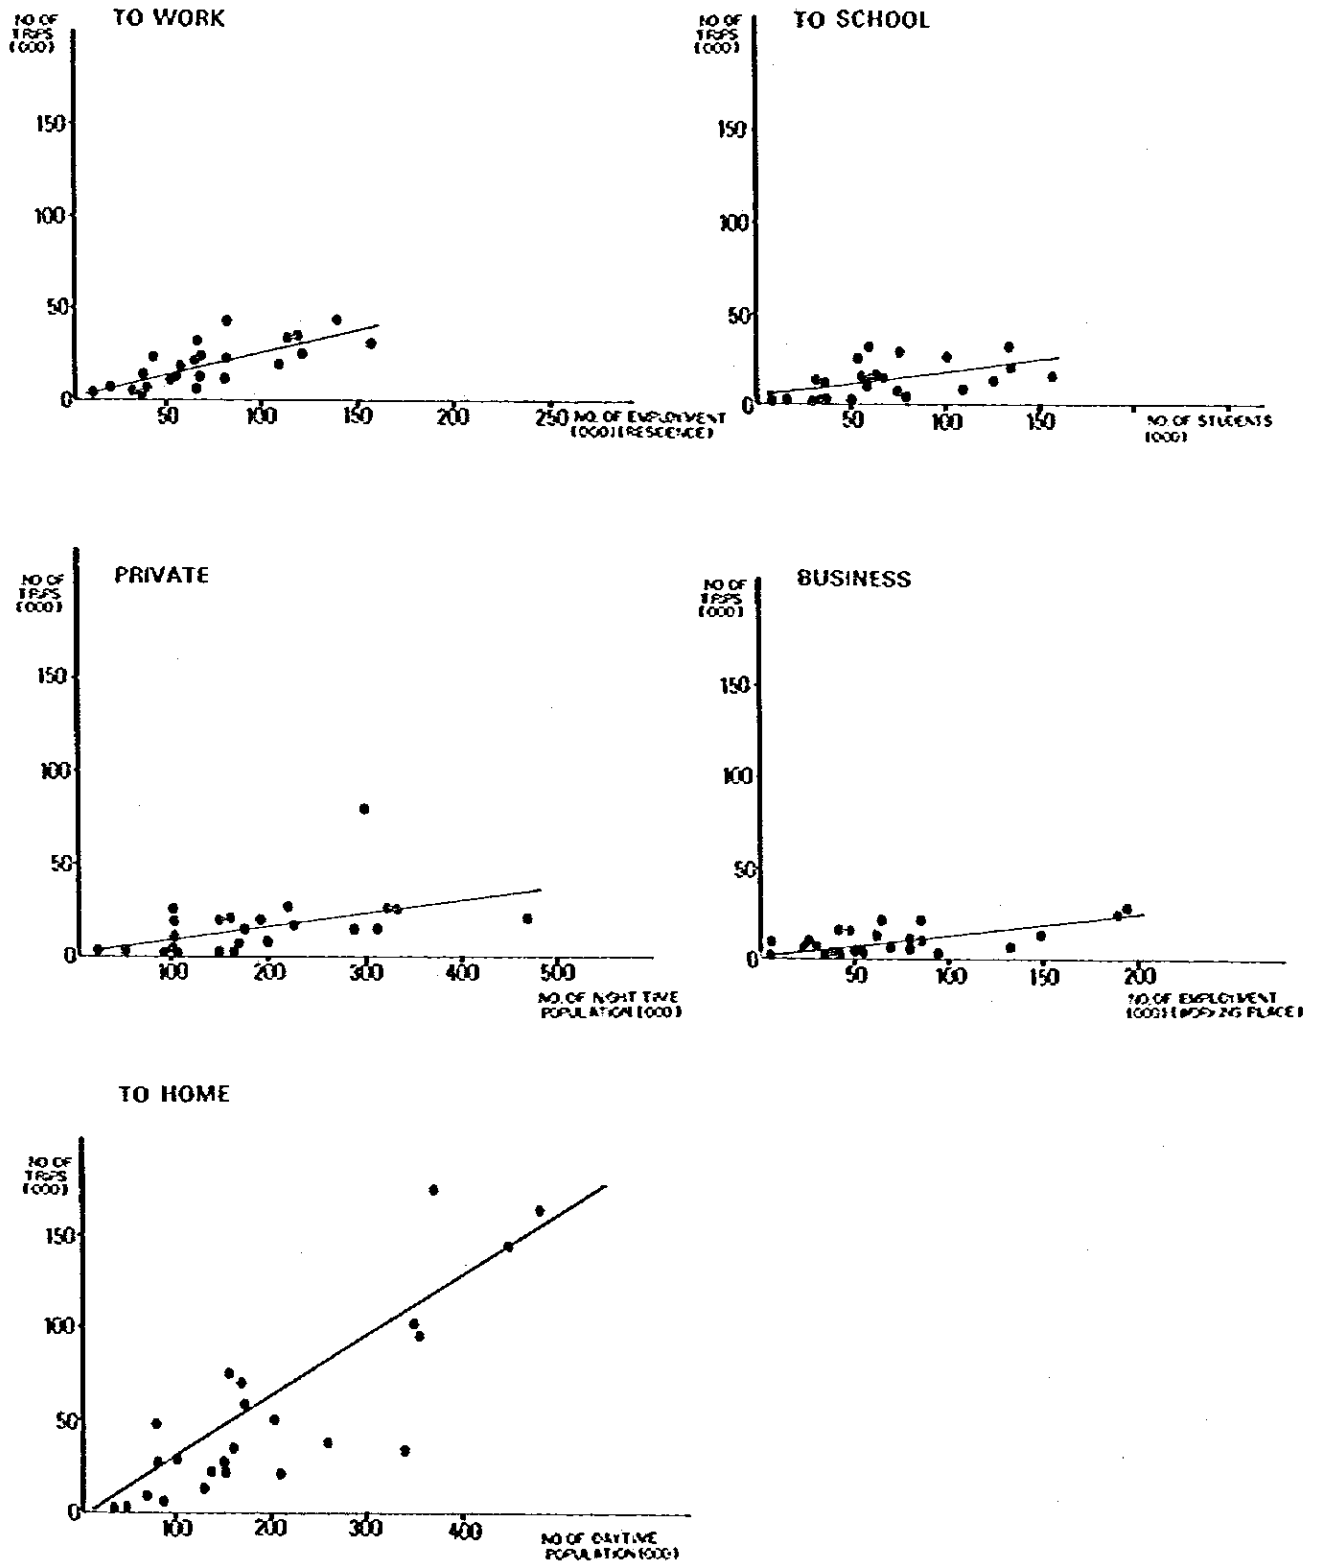 TO WORK
NO OF
TRIPS
(000)
150
100
50
0
50
100
150
200
250
NO. OF EMPLOYMENT
(000) (RESIDENCE)
TO SCHOOL
NO OF
TRIPS
(000)
150
100
50
0
50
100
150
NO. OF STUDENTS
(000)
PRIVATE
NO OF
TRIPS
(000)
150
100
50
0
100
200
300
400
500
NO. OF NIGHT TIME
POPULATION (000)
BUSINESS
NO OF
TRIPS
(000)
150
100
50
0
50
100
150
200
NO. OF EMPLOYMENT
(000) (WORKING PLACE)
TO HOME
NO OF
TRIPS
(000)
150
100
50
0
100
200
300
400
NO OF DAYTIME
POPULATION (000)